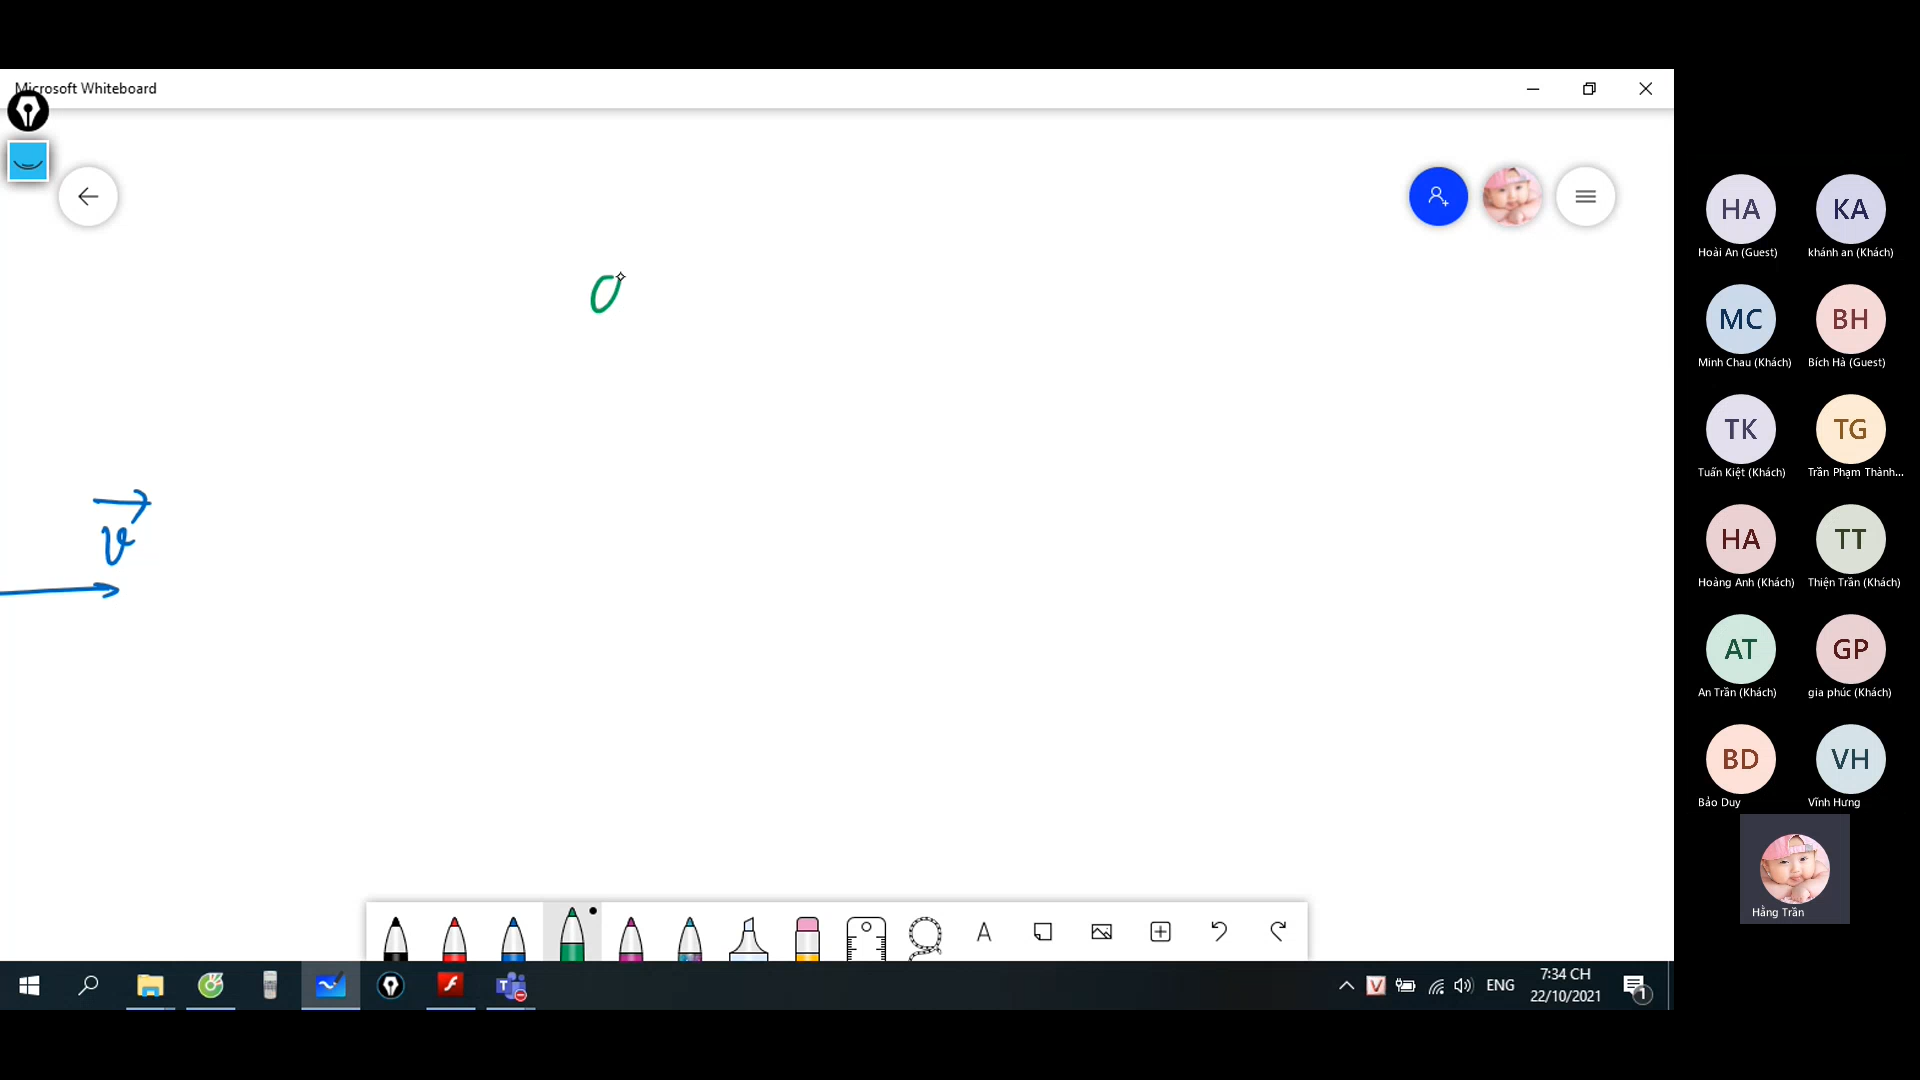 Microsoft Whiteboard
O
v
HA
KA
Hoài An (Guest)
khánh an (Khách)
MC
BH
Minh Chau (Khách)
Bích Hà (Guest)
TK
TG
Tuấn Kiệt (Khách)
Trần Phạm Thành...
HA
TT
Hoàng Anh (Khách)
Thiện Trần (Khách)
AT
GP
An Trần (Khách)
gia phúc (Khách)
BD
VH
Bảo Duy
Vĩnh Hưng
Hằng Trần
A
T
V
ENG
7:34 CH
22/10/2021
1